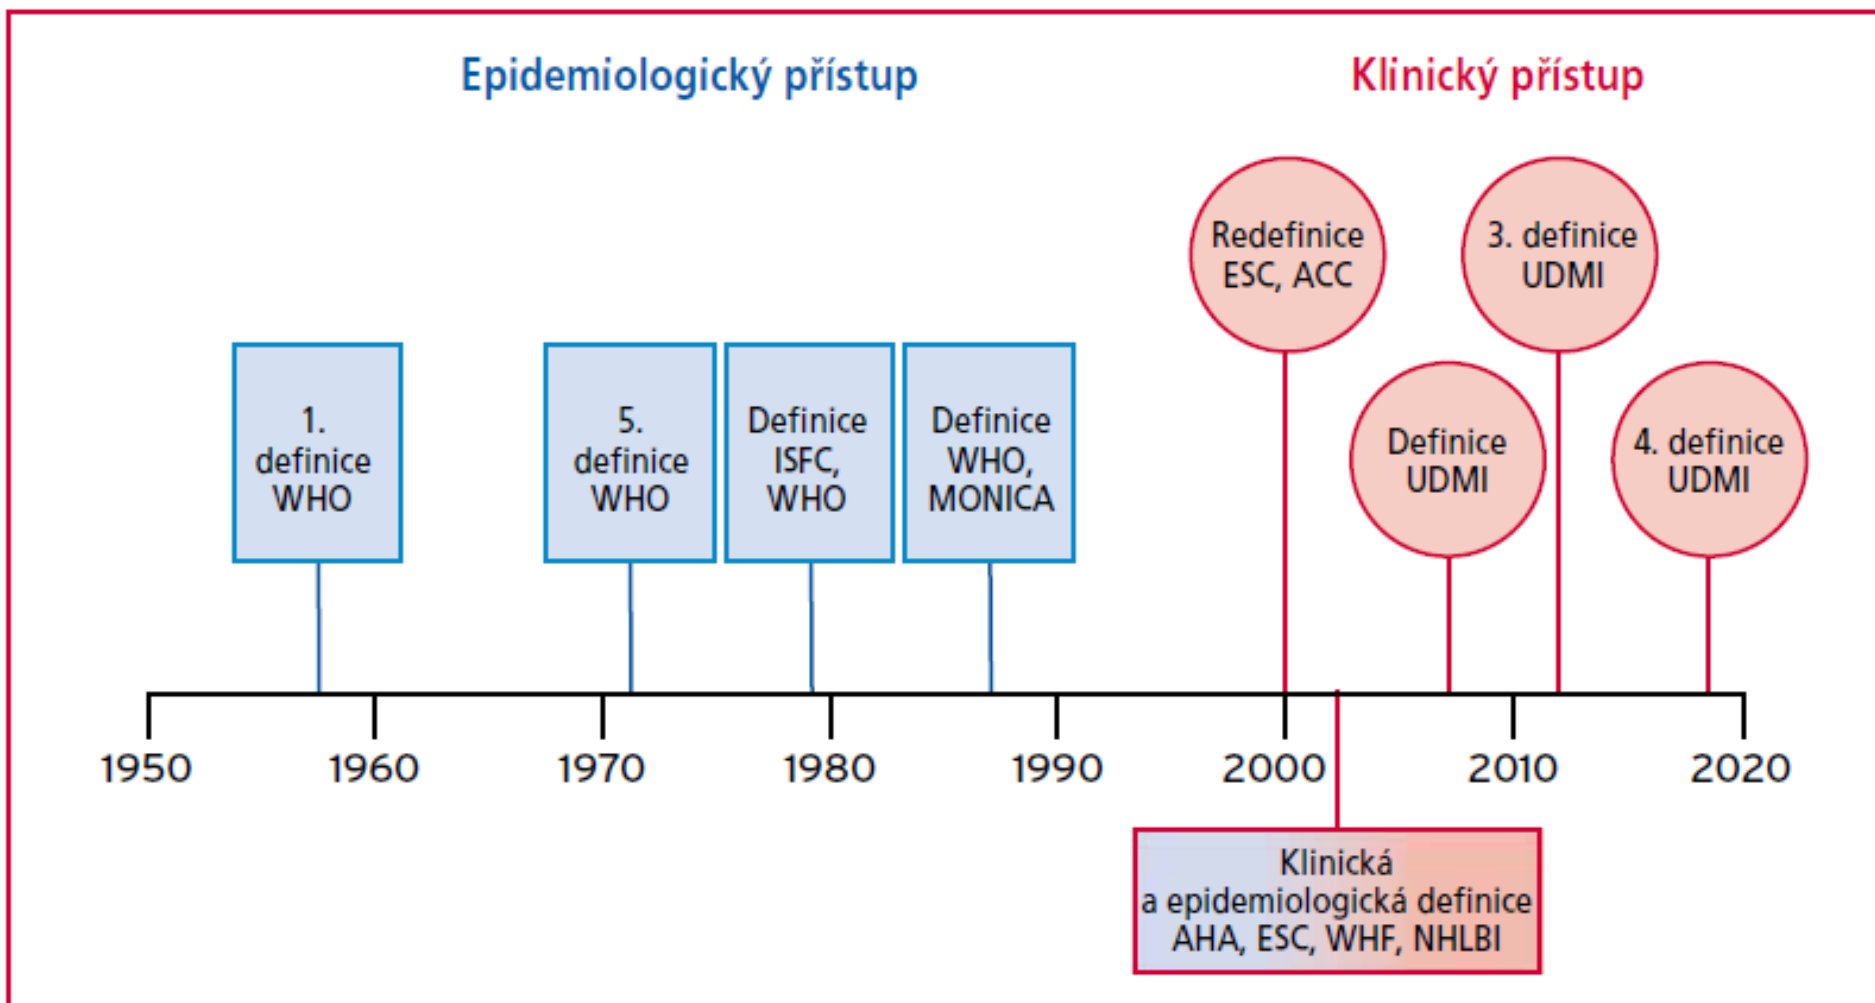 Epidemiologický přístup
Klinický přístup
1.
definice
WHO
5.
definice
WHO
Definice
ISFC,
WHO
Definice
WHO,
MONICA
Redefinice
ESC, ACC
Definice
UDMI
3. definice
UDMI
4. definice
UDMI
1950
1960
1970
1980
1990
2000
2010
2020
Klinická
a epidemiologická definice
AHA, ESC, WHF, NHLBI